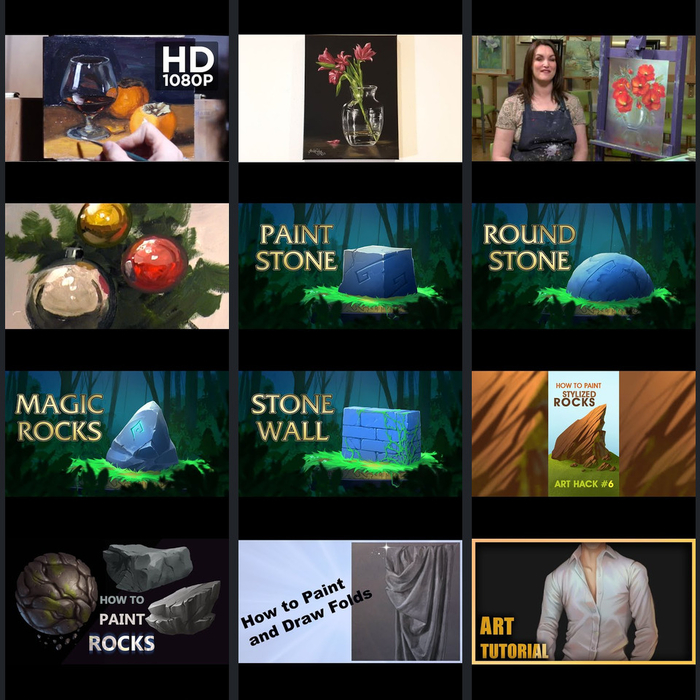 HD
1080P
PAINT
STONE
ROUND
STONE
MAGIC
ROCKS
STONE
WALL
HOW TO PAINT
STYLIZED
ROCKS
ART HACK #6
HOW TO
PAINT
ROCKS
How to Paint
and Draw Folds
ART
TUTORIAL